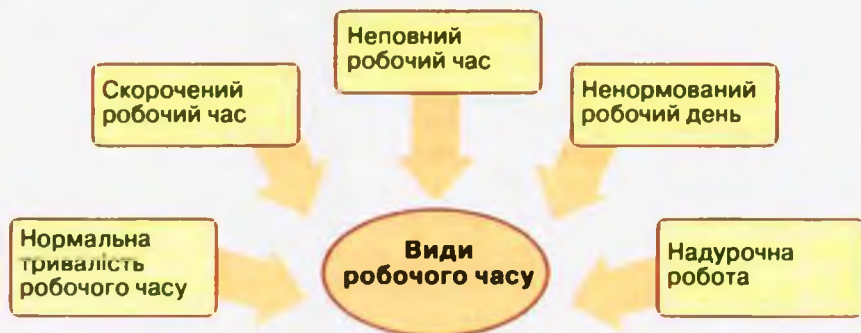 Неповний
робочий час
Скорочений
робочий час
Ненормований
робочий день
Нормальна
тривалість
робочого часу
Види
робочого часу
Надурочна
робота